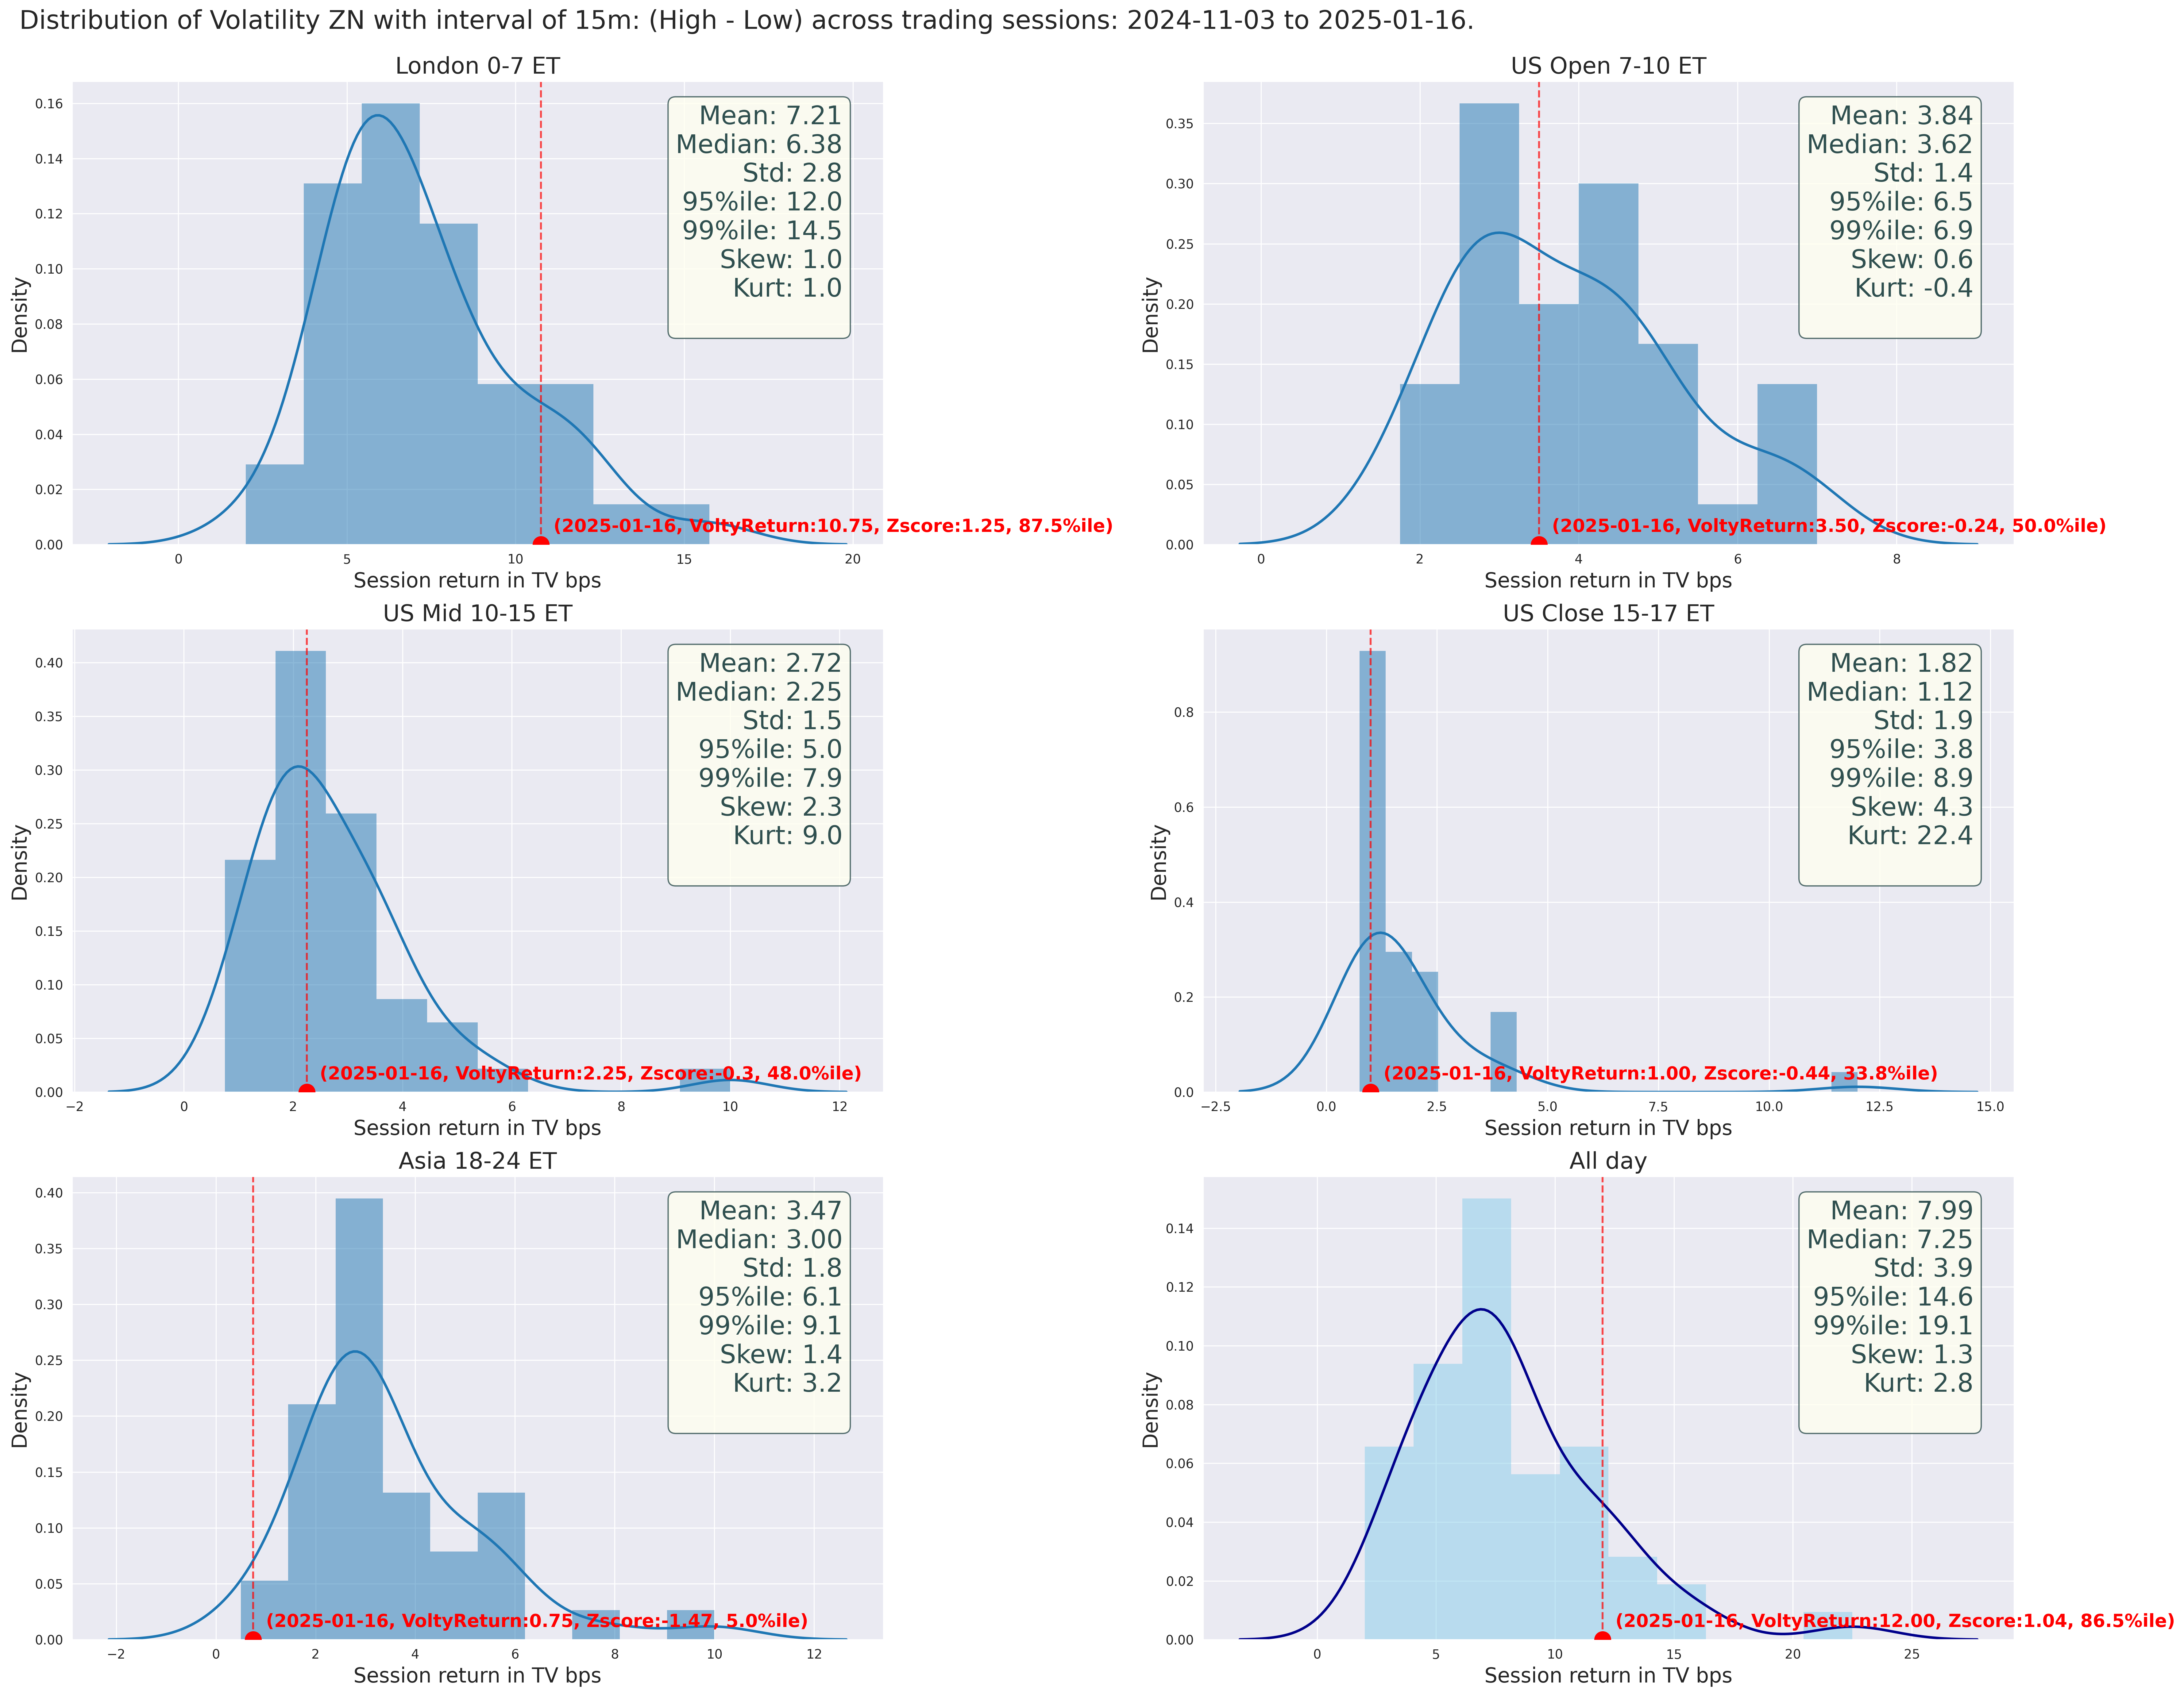 Distribution of Volatility ZN with interval of 15m: (High - Low) across trading sessions: 2024-11-03 to 2025-01-16.
London 0-7 ET
Density
0.16
0.14
0.12
0.10
0.08
0.06
0.04
0.02
0.00
Mean: 7.21
Median: 6.38
Std: 2.8
95%ile: 12.0
99%ile: 14.5
Skew: 1.0
Kurt: 1.0
(2025-01-16, VoltyReturn:10.75, Zscore:1.25, 87.5%ile)
0 5 10 15 20
Session return in TV bps
US Open 7-10 ET
Density
0.35
0.30
0.25
0.20
0.15
0.10
0.05
0.00
Mean: 3.84
Median: 3.62
Std: 1.4
95%ile: 6.5
99%ile: 6.9
Skew: 0.6
Kurt: -0.4
(2025-01-16, VoltyReturn:3.50, Zscore:-0.24, 50.0%ile)
0 2 4 6 8
Session return in TV bps
US Mid 10-15 ET
Density
0.40
0.35
0.30
0.25
0.20
0.15
0.10
0.05
0.00
Mean: 2.72
Median: 2.25
Std: 1.5
95%ile: 5.0
99%ile: 7.9
Skew: 2.3
Kurt: 9.0
(2025-01-16, VoltyReturn:2.25, Zscore:-0.3, 48.0%ile)
−2 0 2 4 6 8 10 12
Session return in TV bps
US Close 15-17 ET
Density
0.8
0.6
0.4
0.2
0.0
Mean: 1.82
Median: 1.12
Std: 1.9
95%ile: 3.8
99%ile: 8.9
Skew: 4.3
Kurt: 22.4
(2025-01-16, VoltyReturn:1.00, Zscore:-0.44, 33.8%ile)
−2.5 0.0 2.5 5.0 7.5 10.0 12.5 15.0
Session return in TV bps
Asia 18-24 ET
Density
0.40
0.35
0.30
0.25
0.20
0.15
0.10
0.05
0.00
Mean: 3.47
Median: 3.00
Std: 1.8
95%ile: 6.1
99%ile: 9.1
Skew: 1.4
Kurt: 3.2
(2025-01-16, VoltyReturn:0.75, Zscore:-1.47, 5.0%ile)
−2 0 2 4 6 8 10 12
Session return in TV bps
All day
Density
0.14
0.12
0.10
0.08
0.06
0.04
0.02
0.00
Mean: 7.99
Median: 7.25
Std: 3.9
95%ile: 14.6
99%ile: 19.1
Skew: 1.3
Kurt: 2.8
(2025-01-16, VoltyReturn:12.00, Zscore:1.04, 86.5%ile)
0 5 10 15 20 25
Session return in TV bps